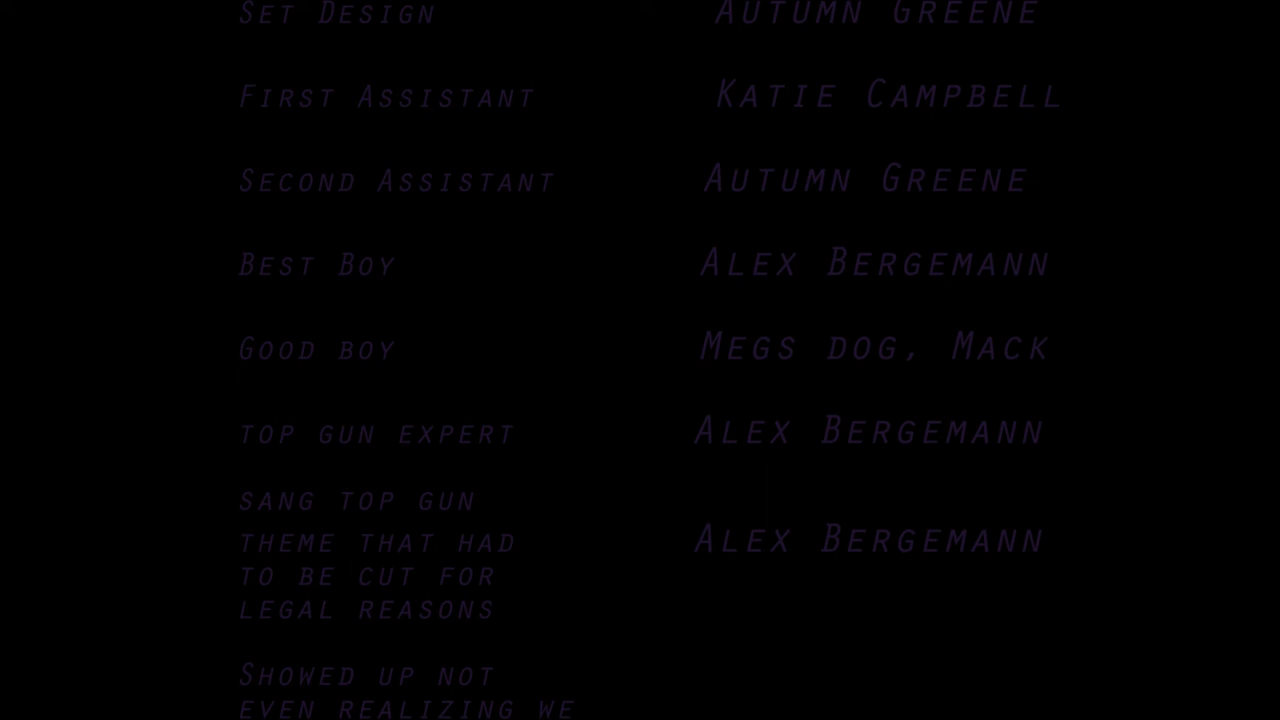 Set Design Autumn Greene
First Assistant Katie Campbell
Second Assistant Autumn Greene
Best Boy Alex Bergemann
Good boy Megs dog, Mack
top gun expert Alex Bergemann
sang top gun
theme that had Alex Bergemann
to be cut for
legal reasons
Showed up not
even realizing we